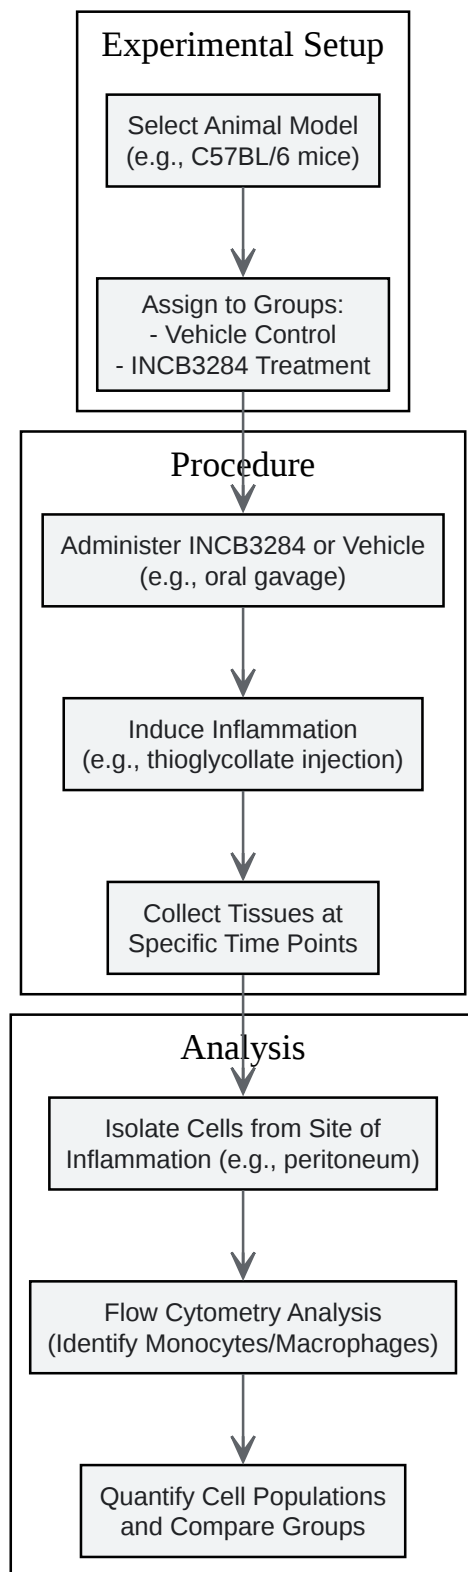 Experimental Setup
Select Animal Model
(e.g., C57BL/6 mice)
Assign to Groups:
- Vehicle Control
- INCB3284 Treatment
Procedure
Administer INCB3284 or Vehicle
(e.g., oral gavage)
Induce Inflammation
(e.g., thioglycollate injection)
Collect Tissues at
Specific Time Points
Analysis
Isolate Cells from Site of
Inflammation (e.g., peritoneum)
Flow Cytometry Analysis
(Identify Monocytes/Macrophages)
Quantify Cell Populations
and Compare Groups